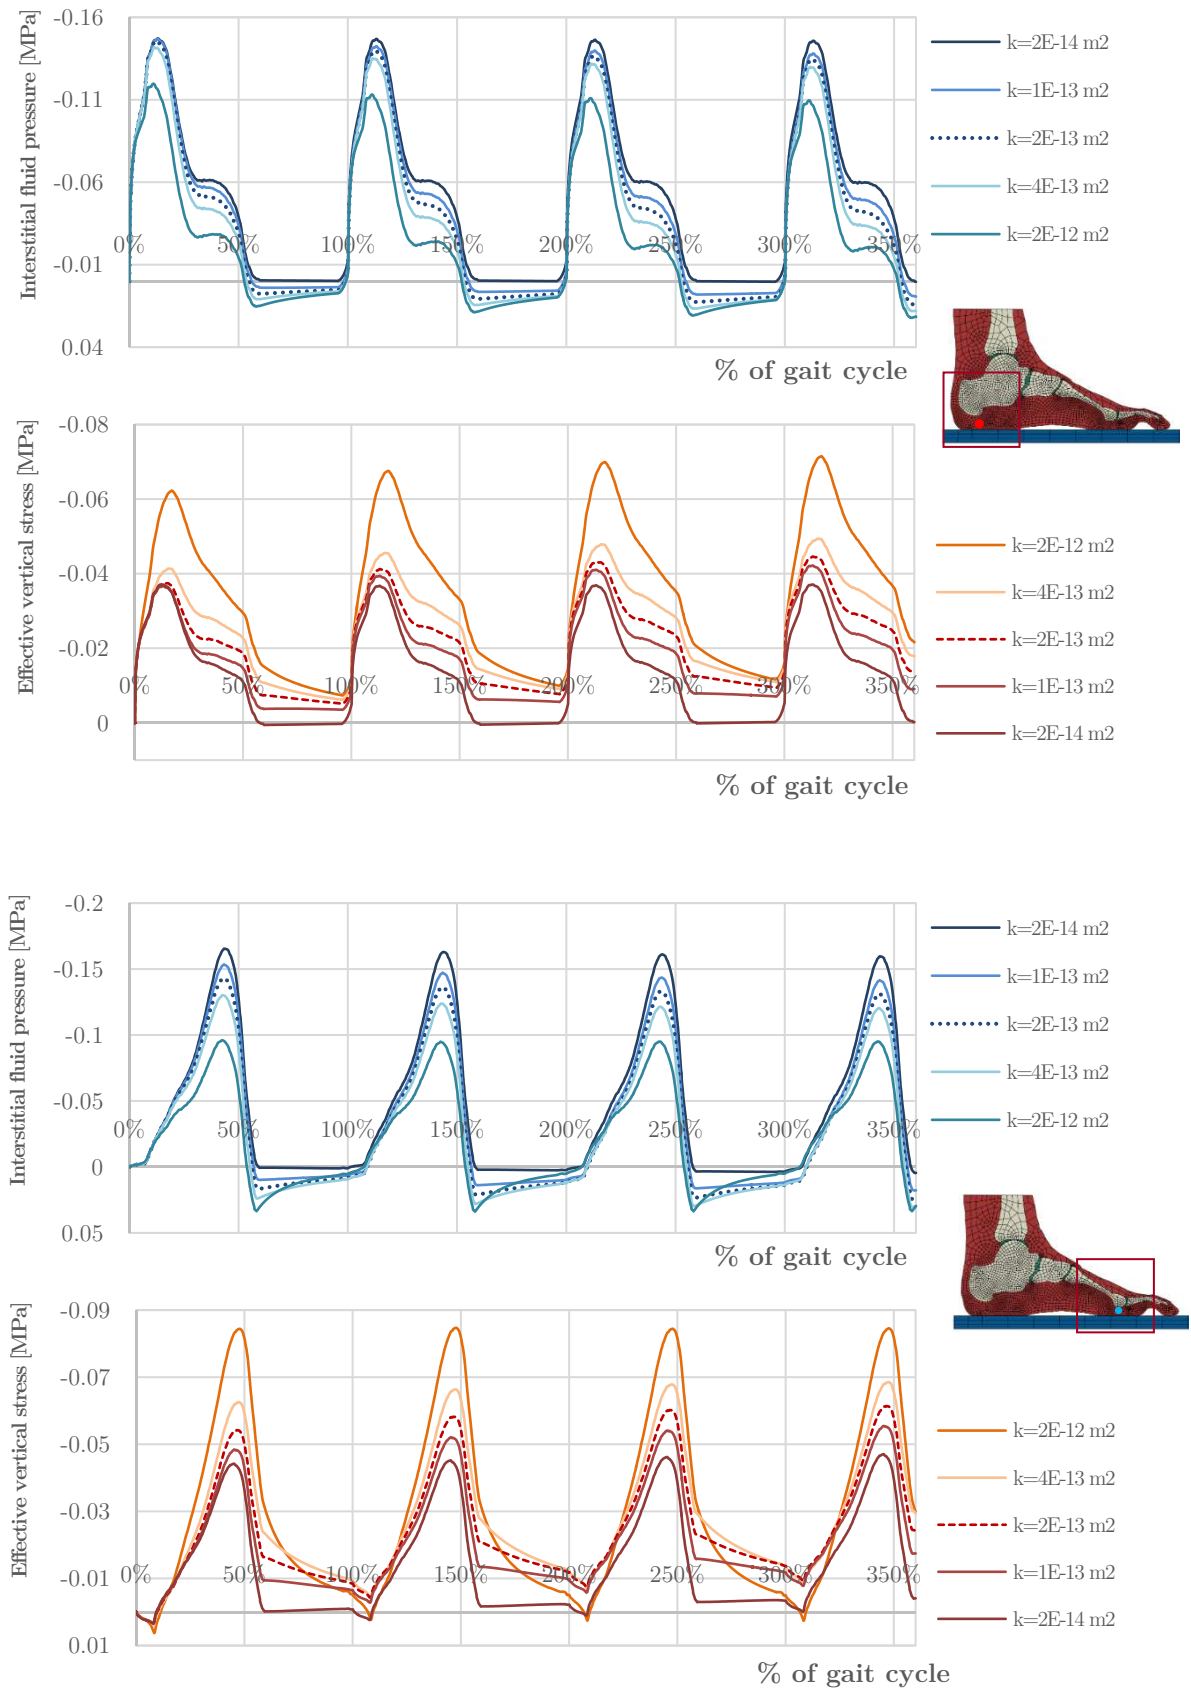 Interstitial fluid pressure [MPa]
-0.16
-0.11
-0.06
-0.01
0.04
0% 50% 100% 150% 200% 250% 300% 350%
% of gait cycle
k=2E-14 m2
k=1E-13 m2
k=2E-13 m2
k=4E-13 m2
k=2E-12 m2
Effective vertical stress [MPa]
-0.08
-0.06
-0.04
-0.02
0
0% 50% 100% 150% 200% 250% 300% 350%
% of gait cycle
k=2E-12 m2
k=4E-13 m2
k=2E-13 m2
k=1E-13 m2
k=2E-14 m2
Interstitial fluid pressure [MPa]
-0.2
-0.15
-0.1
-0.05
0
0.05
0% 50% 100% 150% 200% 250% 300% 350%
% of gait cycle
k=2E-14 m2
k=1E-13 m2
k=2E-13 m2
k=4E-13 m2
k=2E-12 m2
Effective vertical stress [MPa]
-0.09
-0.07
-0.05
-0.03
-0.01
0.01
0% 50% 100% 150% 200% 250% 300% 350%
% of gait cycle
k=2E-12 m2
k=4E-13 m2
k=2E-13 m2
k=1E-13 m2
k=2E-14 m2